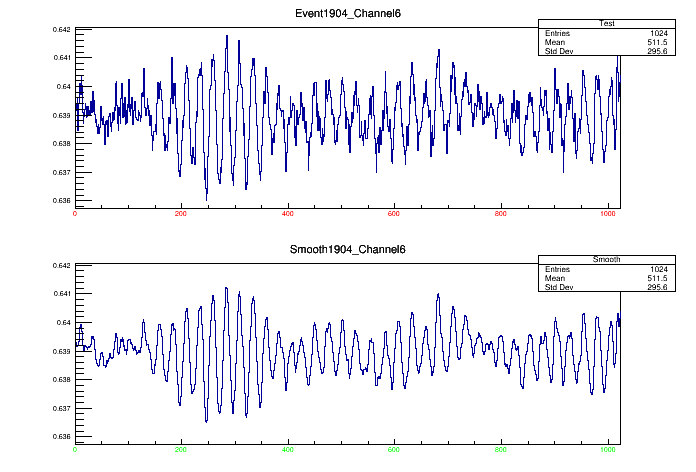 Event1904_Channel6
Test
Entries 1024
Mean 511.5
Std Dev 295.6
0.642
0.641
0.64
0.639
0.638
0.637
0.636
0 200 400 600 800 1000
Smooth1904_Channel6
Smooth
Entries 1024
Mean 511.5
Std Dev 295.6
0.642
0.641
0.64
0.639
0.638
0.637
0.636
0 200 400 600 800 1000